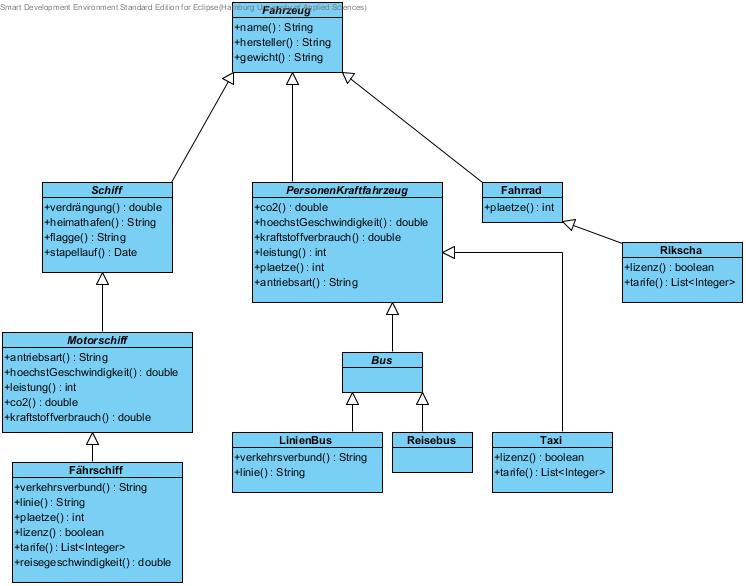 Smart Development Environment Standard Edition for Eclipse(Hamburg University of Applied Sciences)
Fahrzeug
+name() : String
+hersteller() : String
+gewicht() : String
Schiff
+verdrängung() : double
+heimathafen() : String
+flagge() : String
+stapellauf() : Date
PersonenKraftfahrzeug
+co2() : double
+hoechstGeschwindigkeit() : double
+kraftstoffverbrauch() : double
+leistung() : int
+plaetze() : int
+antriebsart() : String
Fahrrad
+plaetze() : int
Rikscha
+lizenz() : boolean
+tarife() : List<Integer>
Motorschiff
+antriebsart() : String
+hoechstGeschwindigkeit() : double
+leistung() : int
+co2() : double
+kraftstoffverbrauch() : double
Bus
LinienBus
+verkehrsverbund() : String
+linie() : String
Reisebus
Taxi
+lizenz() : boolean
+tarife() : List<Integer>
Fährschiff
+verkehrsverbund() : String
+linie() : String
+plaetze() : int
+lizenz() : boolean
+tarife() : List<Integer>
+reisegeschwindigkeit() : double